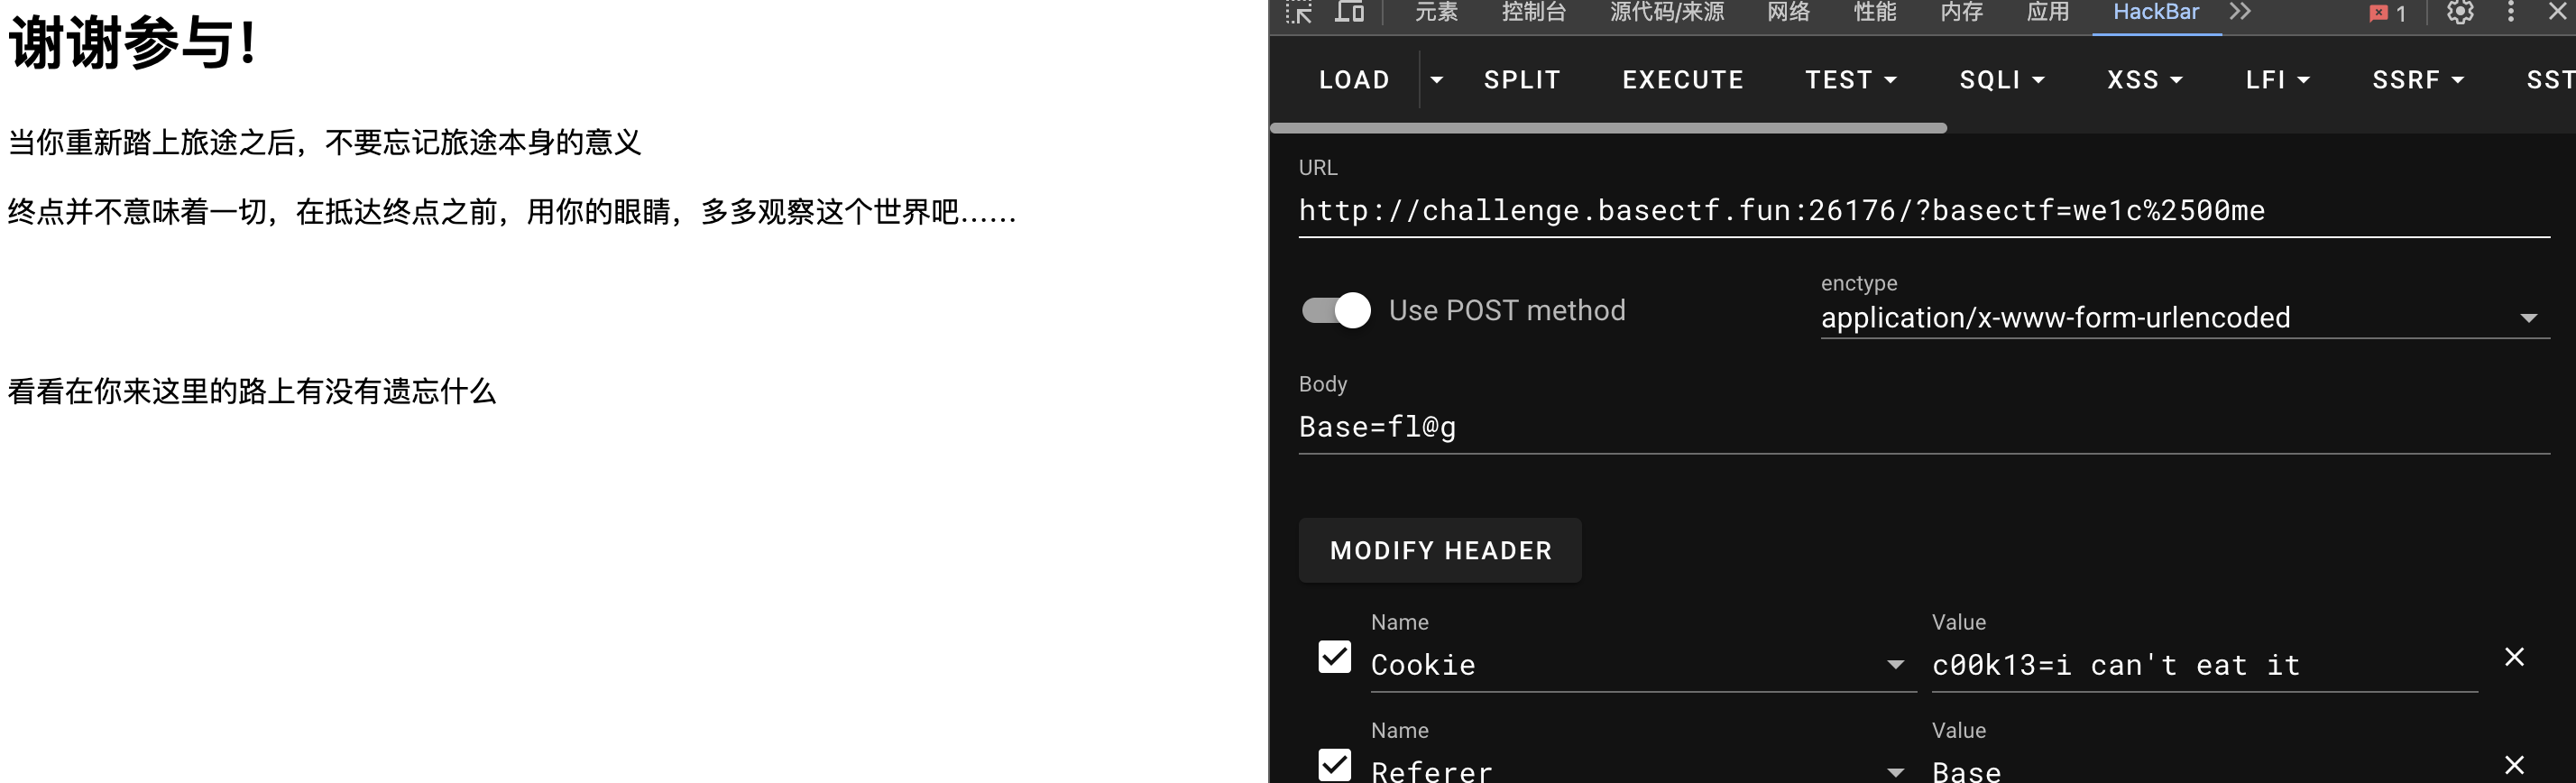 谢谢参与！
当你重新踏上旅途之后，不要忘记旅途本身的意义
终点并不意味着一切，在抵达终点之前，用你的眼睛，多多观察这个世界吧……
看看在你来这里的路上有没有遗忘什么
元素 控制台 源代码/来源 网络 性能 内存 应用 HackBar 1
LOAD SPLIT EXECUTE TEST SQLI XSS LFI SSRF SST
URL
http://challenge.basectf.fun:26176/?basectf=we1c%2500me
Use POST method
enctype
application/x-www-form-urlencoded
Body
Base=fl@g
MODIFY HEADER
Name Value
Cookie c00k13=i can't eat it
Name Value
Referer Base